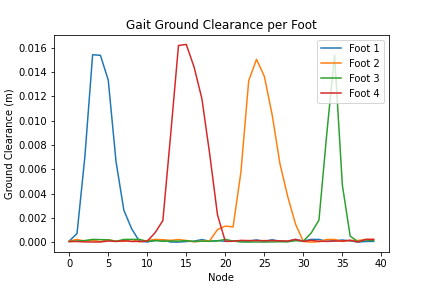 Gait Ground Clearance per Foot
Ground Clearance (m)
0.016
0.014
0.012
0.010
0.008
0.006
0.004
0.002
0.000
Foot 1
Foot 2
Foot 3
Foot 4
0 5 10 15 20 25 30 35 40
Node